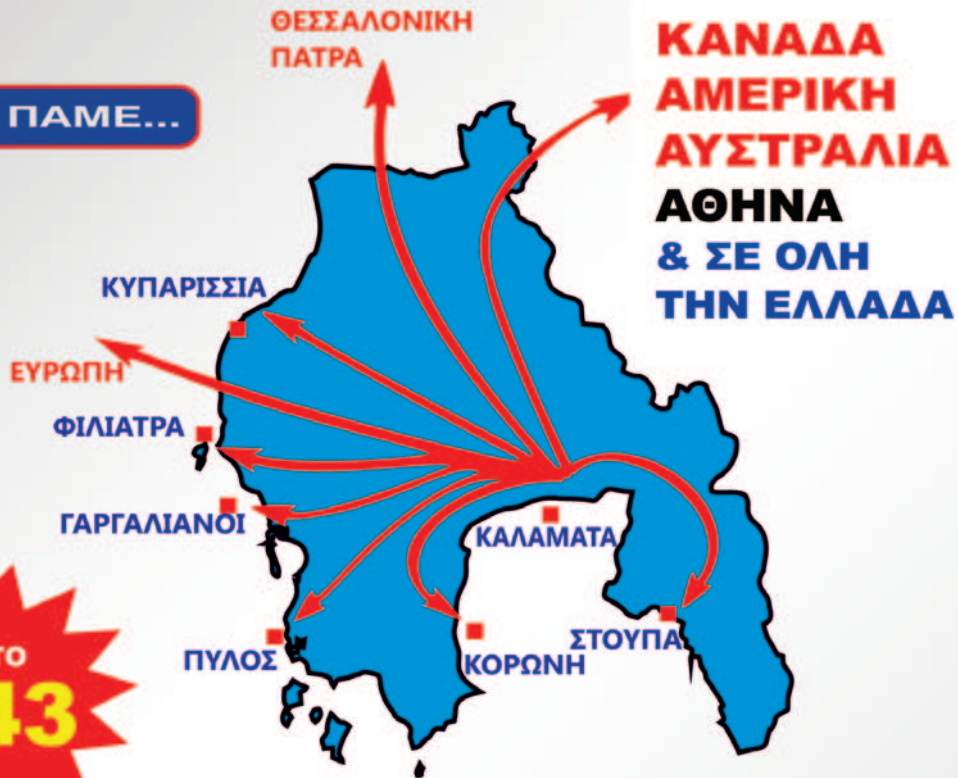 ΘΕΣΣΑΛΟΝΙΚΗ
ΠΑΤΡΑ
ΚΑΝΑΔΑ
ΑΜΕΡΙΚΗ
ΑΥΣΤΡΑΛΙΑ
ΑΘΗΝΑ
& ΣΕ ΟΛΗ
ΤΗΝ ΕΛΛΑΔΑ
ΠΑΜΕ...
ΚΥΠΑΡΙΣΣΙΑ
ΕΥΡΩΠΗ
ΦΙΛΙΑΤΡΑ
ΓΑΡΓΑΛΙΑΝΟΙ
ΚΑΛΑΜΑΤΑ
ΠΥΛΟΣ
ΚΟΡΩΝΗ
ΣΤΟΥΠΑ
43